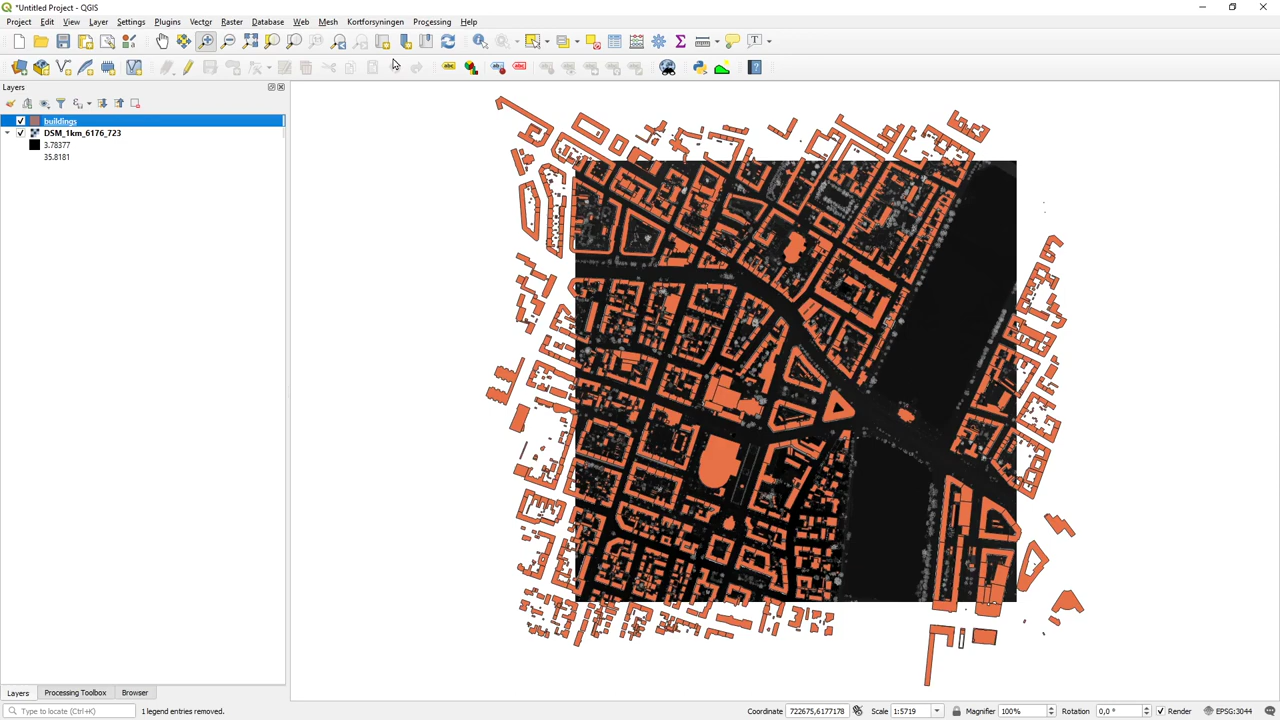 *Untitled Project - QGIS
Project Edit View Layer Settings Plugins Vector Raster Database Web Mesh Kortforsyningen Processing Help
abc abc
Layers
buildings
DSM_1km_6176_723
3.78377
35.8181
Layers Processing Toolbox Browser
Type to locate (Ctrl+K) 1 legend entries removed. Coordinate 722675,6177178 Scale 1:5719 Magnifier 100% Rotation 0,0 ° Render EPSG:3044